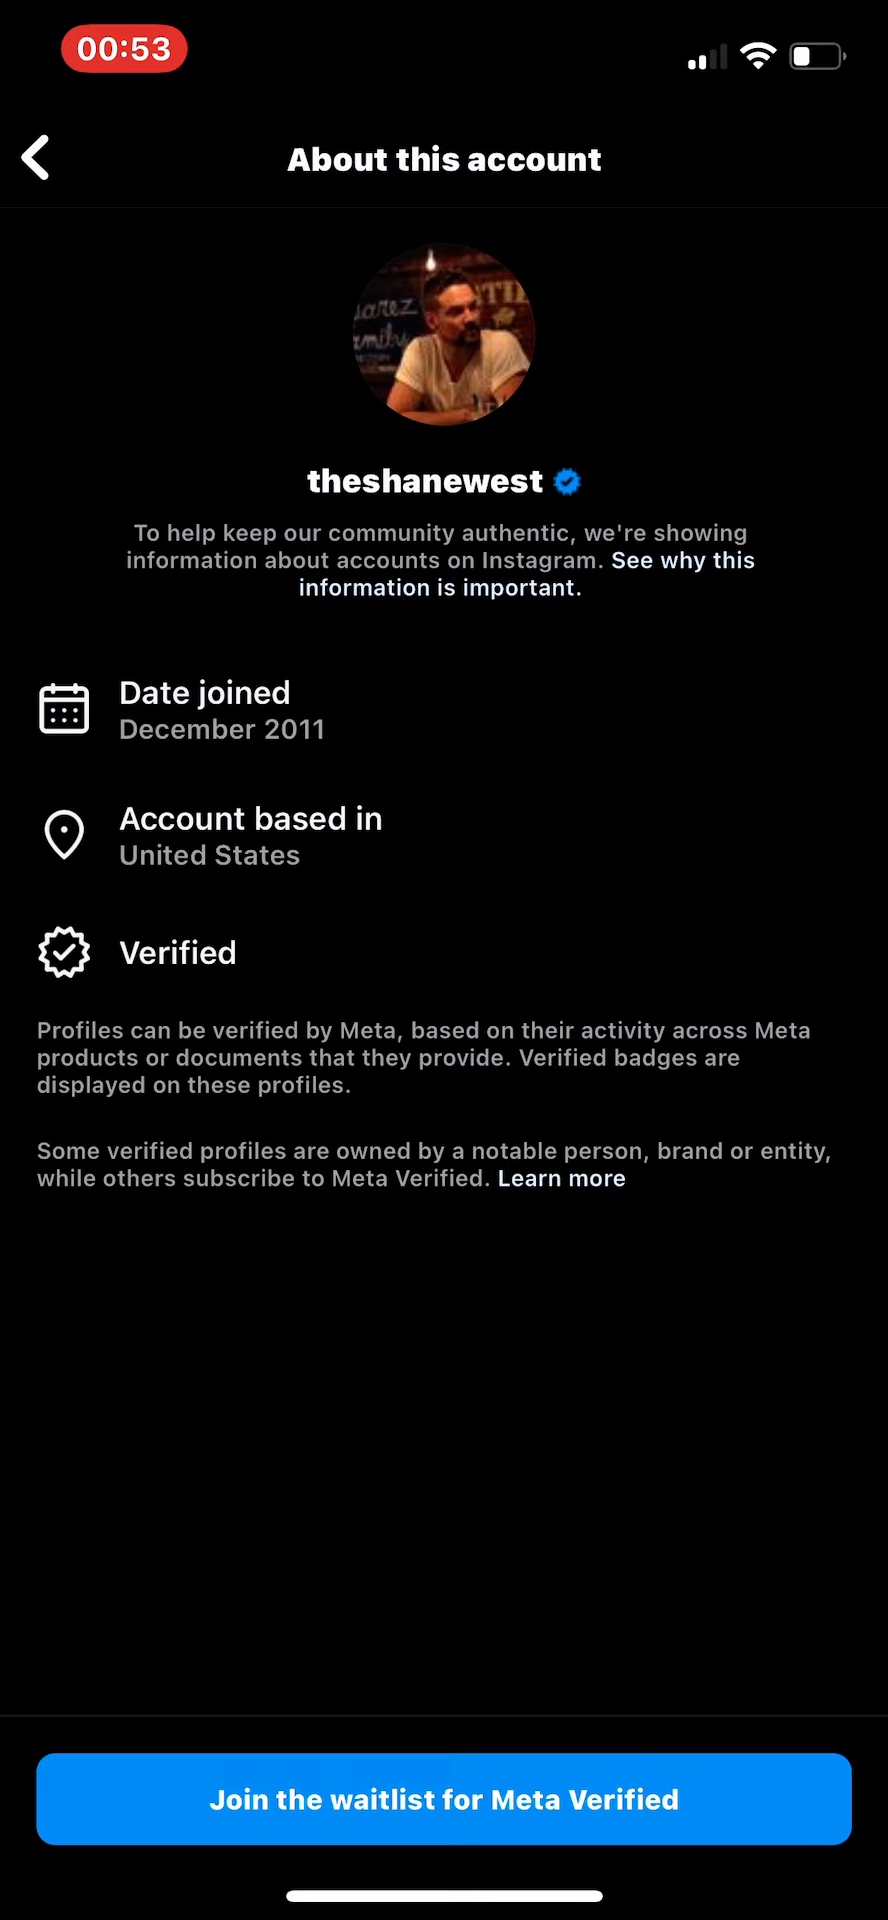 00:53
About this account
theshanewest
To help keep our community authentic, we're showing
information about accounts on Instagram. See why this
information is important.
Date joined
December 2011
Account based in
United States
Verified
Profiles can be verified by Meta, based on their activity across Meta
products or documents that they provide. Verified badges are
displayed on these profiles.
Some verified profiles are owned by a notable person, brand or entity,
while others subscribe to Meta Verified. Learn more
Join the waitlist for Meta Verified